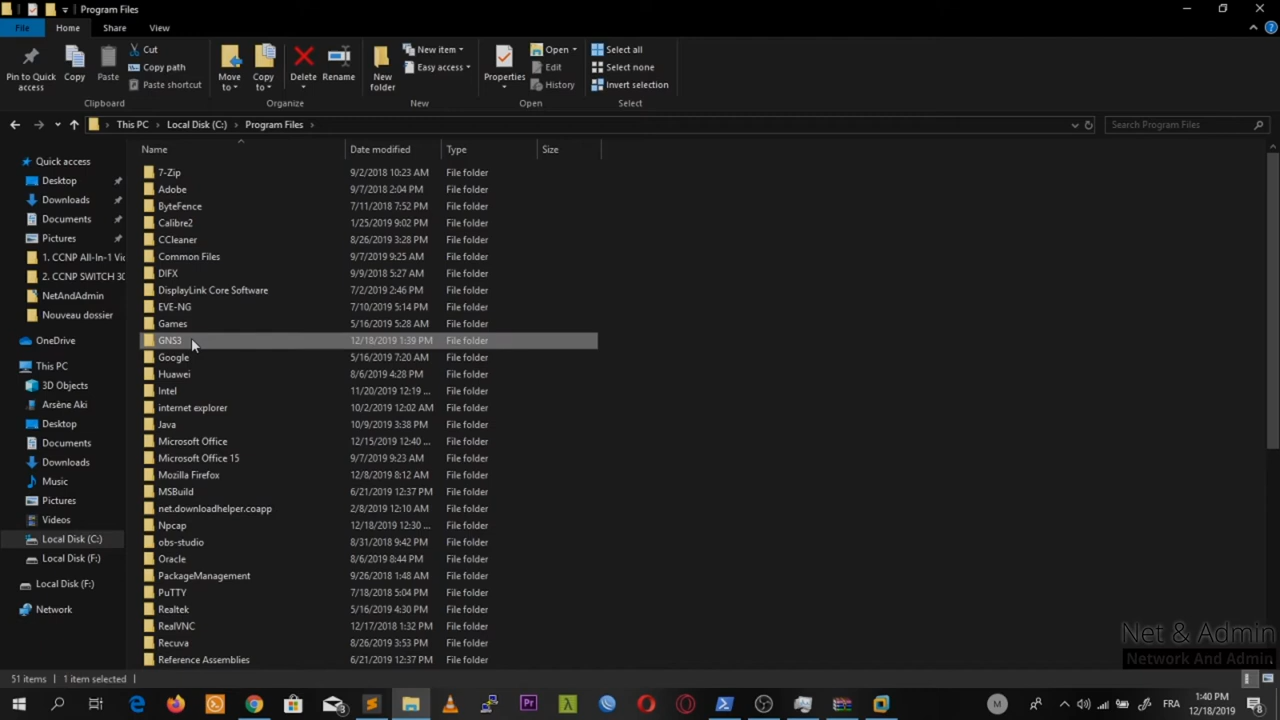 Program Files
File
Home
Share
View
Pin to Quick access
Copy
Paste
Cut
Copy path
Paste shortcut
Clipboard
Move to
Copy to
Delete
Rename
Organize
New folder
New item
Easy access
New
Properties
Open
Edit
History
Open
Select all
Select none
Invert selection
Select
This PC > Local Disk (C:) > Program Files >
Search Program Files
Name Date modified Type Size
Quick access
Desktop
Downloads
Documents
Pictures
1. CCNP All-In-1 Vi
2. CCNP SWITCH 30
NetAndAdmin
Nouveau dossier
OneDrive
This PC
3D Objects
Arsène Aki
Desktop
Documents
Downloads
Music
Pictures
Videos
Local Disk (C:)
Local Disk (F:)
Local Disk (F:)
Network
7-Zip 9/2/2018 10:23 AM File folder
Adobe 9/7/2018 2:04 PM File folder
ByteFence 7/11/2018 7:52 PM File folder
Calibre2 1/25/2019 9:02 PM File folder
CCleaner 8/26/2019 3:28 PM File folder
Common Files 9/7/2019 9:25 AM File folder
DIFX 9/9/2018 5:27 AM File folder
DisplayLink Core Software 7/2/2019 2:46 PM File folder
EVE-NG 7/10/2019 5:14 PM File folder
Games 5/16/2019 5:28 AM File folder
GNS3 12/18/2019 1:39 PM File folder
Google 5/16/2019 7:20 AM File folder
Huawei 8/6/2019 4:28 PM File folder
Intel 11/20/2019 12:19 ... File folder
internet explorer 10/2/2019 12:02 AM File folder
Java 10/9/2019 3:38 PM File folder
Microsoft Office 12/15/2019 12:40 ... File folder
Microsoft Office 15 9/7/2019 9:23 AM File folder
Mozilla Firefox 12/8/2019 8:12 AM File folder
MSBuild 6/21/2019 12:37 PM File folder
net.downloadhelper.coapp 2/8/2019 12:10 AM File folder
Npcap 12/18/2019 12:30 ... File folder
obs-studio 8/31/2018 9:42 PM File folder
Oracle 8/6/2019 8:44 PM File folder
PackageManagement 9/26/2018 1:48 AM File folder
PuTTY 7/18/2018 5:04 PM File folder
Realtek 5/16/2019 4:30 PM File folder
RealVNC 12/17/2018 1:32 PM File folder
Recuva 8/26/2019 3:53 PM File folder
Reference Assemblies 6/21/2019 12:37 PM File folder
Net & Admin
Network And Admin
51 items 1 item selected
3
Pr
M
FRA
1:40 PM
12/18/2019
8